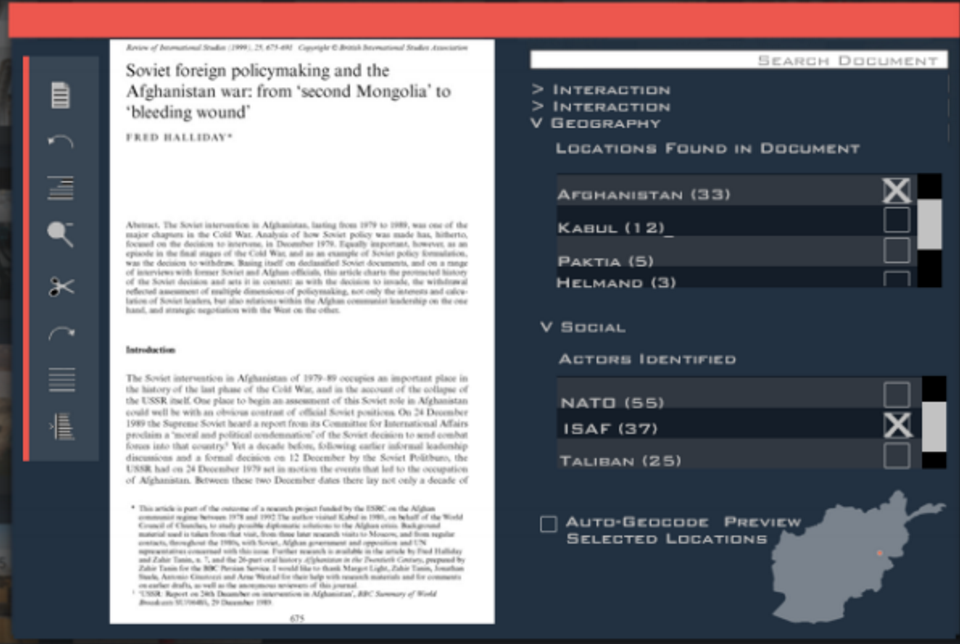 Review of International Studies (1999), 25, 675–691 Copyright © British International Studies Association
Soviet foreign policymaking and the
Afghanistan war: from ‘second Mongolia’ to
‘bleeding wound’
FRED HALLIDAY*
Abstract. The Soviet intervention in Afghanistan, lasting from 1979 to 1989, was one of the
major chapters in the Cold War. Analysis of how Soviet policy was made has, hitherto,
focused on the decision to intervene, in December 1979. Equally important, however, as an
episode in the final stages of the Cold War, and as an example of Soviet policy formulation,
was the decision to withdraw. Basing itself on declassified Soviet documents, and on a range
of interviews with former Soviet and Afghan officials, this article charts the protracted history
of the Soviet decision and sets it in context: as with the decision to invade, the withdrawal
reflected assessment of multiple dimensions of policymaking, not only the interests and calcu-
lation of Soviet leaders, but also relations within the Afghan communist leadership on the one
hand, and strategic negotiation with the West on the other.
Introduction
The Soviet intervention in Afghanistan of 1979–89 occupies an important place in
the history of the last phase of the Cold War, and in the account of the collapse of
the USSR itself. One place to begin an assessment of this Soviet role in Afghanistan
could well be with an obvious contrast of official Soviet positions. On 24 December
1989 the Supreme Soviet heard a report from its Committee for International Affairs
proclaim a ‘moral and political condemnation’ of the Soviet decision to send combat
forces into that country.¹ Yet a decade before, following earlier informal leadership
discussions and a formal decision on 12 December by the Soviet Politburo, the
USSR had on 24 December 1979 set in motion the events that led to the occupation
of Afghanistan. Between these two December dates there lay not only a decade of
* This article is part of the outcome of a research project funded by the ESRC on the Afghan
communist regime between 1978 and 1992. The author visited Kabul in 1980, on behalf of the World
Council of Churches, to study possible diplomatic solutions to the Afghan crisis. Background
material used is taken from that visit, from three later research visits to Moscow, and from regular
contacts, throughout the 1980s, with Soviet, Afghan government and opposition and UN
representatives concerned with this issue. Further research is available in the article by Fred Halliday
and Zahir Tanin, n. 7, and the 26-part oral history Afghanistan in the Twentieth Century, prepared by
Zahir Tanin for the BBC Persian Service. I would like to thank Margot Light, Zahir Tanin, Jonathan
Steele, Antonio Giustozzi and Arne Westad for their help with research materials and for comments
on earlier drafts, as well as the anonymous reviewers of this journal.
¹ ‘USSR: Report on 24th December on intervention in Afghanistan’, BBC Summary of World
Broadcasts 29 December 1989.
675
SEARCH DOCUMENT
> INTERACTION
> INTERACTION
V GEOGRAPHY
LOCATIONS FOUND IN DOCUMENT
AFGHANISTAN (33)
KABUL (12)_
PAKTIA (5)
HELMAND (3)
V SOCIAL
ACTORS IDENTIFIED
NATO (55)
ISAF (37)
TALIBAN (25)
AUTO-GEOCODE PREVIEW
SELECTED LOCATIONS